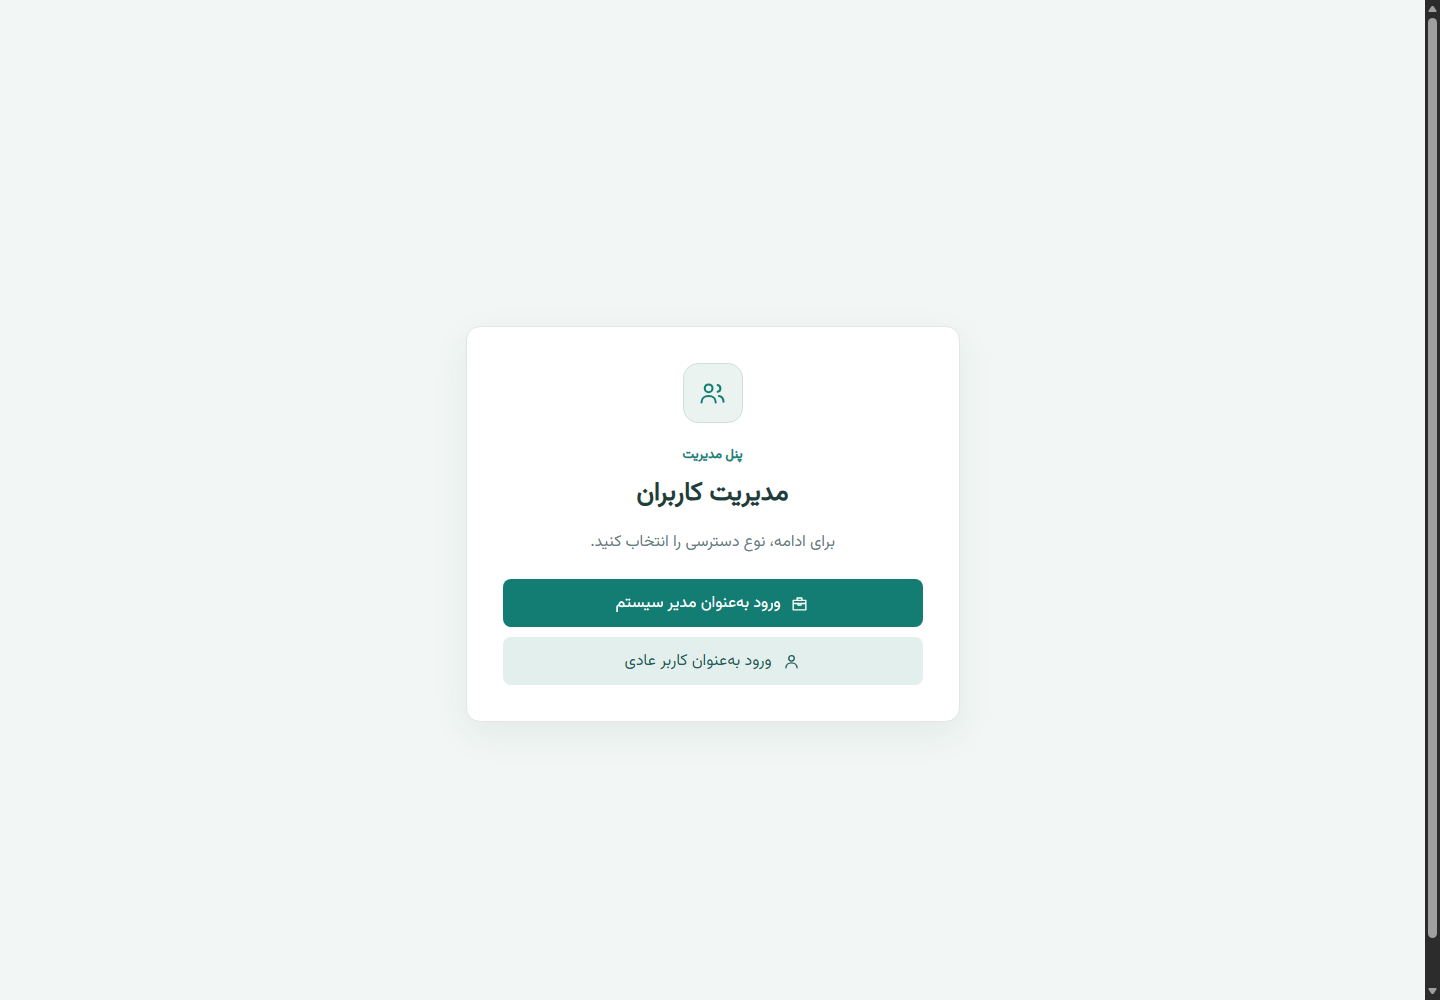 پنل مدیریت
مدیریت کاربران
برای ادامه، نوع دسترسی را انتخاب کنید.
ورود به‌عنوان مدیر سیستم
ورود به‌عنوان کاربر عادی